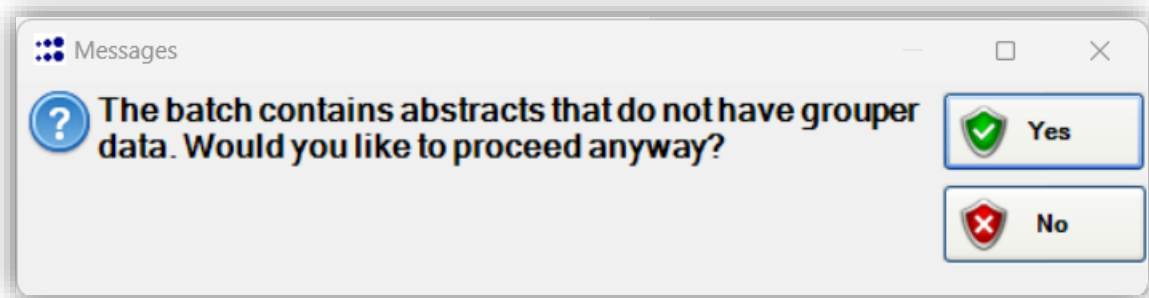 Messages
The batch contains abstracts that do not have grouper
data. Would you like to proceed anyway?
Yes
No